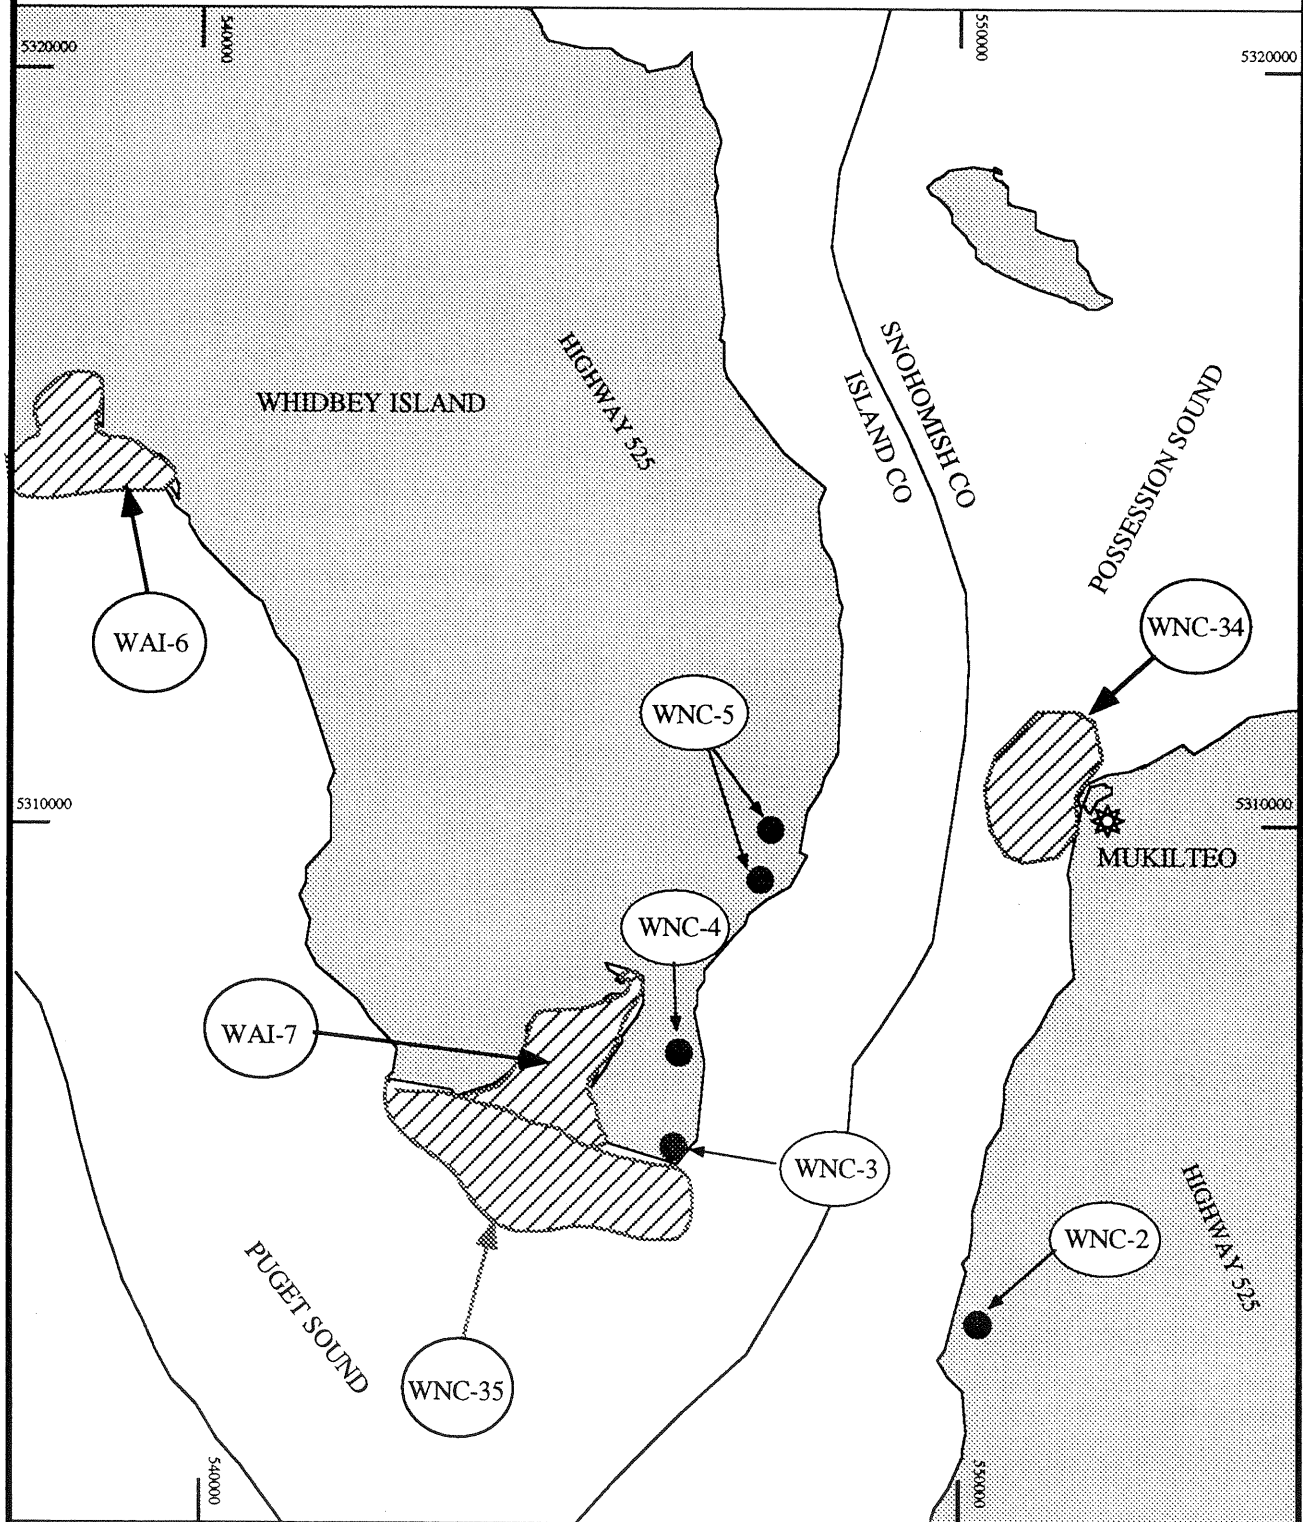 540000
550000
5320000
5320000
SNOHOMISH CO
ISLAND CO
HIGHWAY 525
WHIDBEY ISLAND
POSSESSION SOUND
WAI-6
WNC-34
WNC-5
5310000
5310000
MUKILTEO
WNC-4
WAI-7
WNC-3
HIGHWAY 525
WNC-2
PUGET SOUND
WNC-35
540000
550000